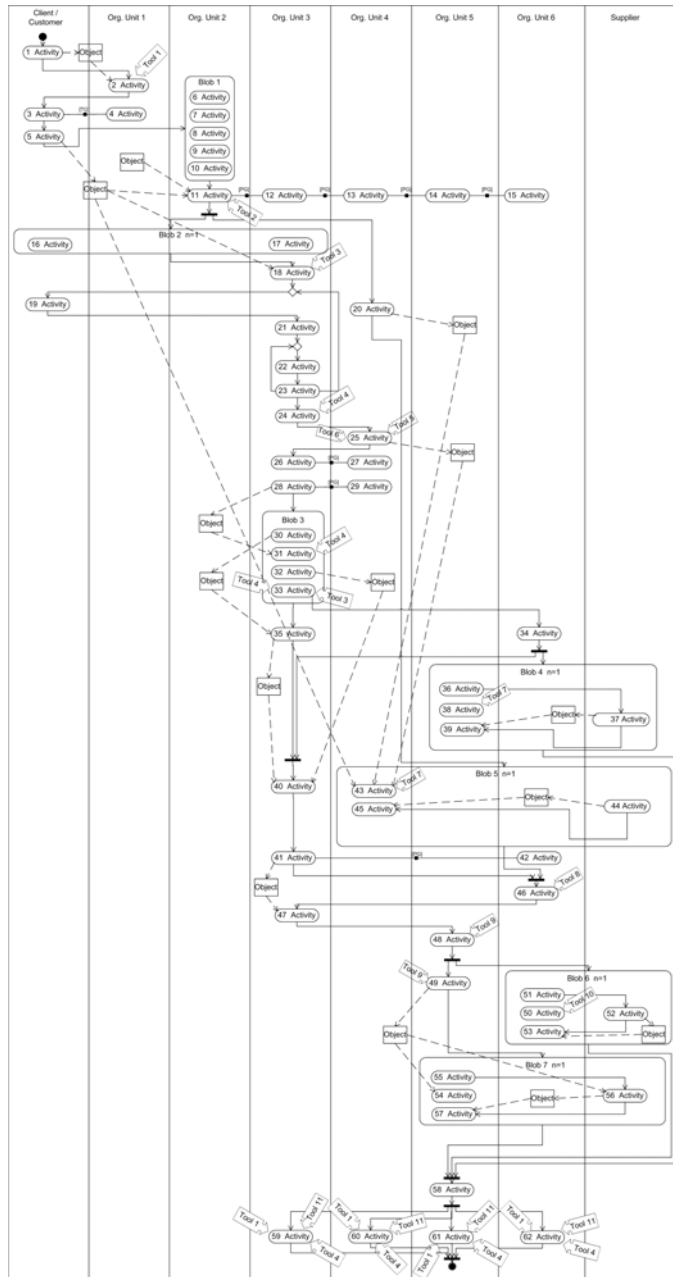 Client / Customer
Org. Unit 1
Org. Unit 2
Org. Unit 3
Org. Unit 4
Org. Unit 5
Org. Unit 6
Supplier
1 Activity
Object
Tool 1
2 Activity
Blob 1
6 Activity
7 Activity
8 Activity
9 Activity
10 Activity
3 Activity
[PG]
4 Activity
5 Activity
Object
Object
11 Activity
[PG]
12 Activity
[PG]
13 Activity
[PG]
14 Activity
[PG]
15 Activity
Tool 2
Blob 2 n=1
16 Activity
17 Activity
18 Activity
Tool 3
19 Activity
20 Activity
Object
21 Activity
22 Activity
23 Activity
24 Activity
Tool 4
Tool 6
25 Activity
Tool 5
Object
26 Activity
[PG]
27 Activity
28 Activity
[PG]
29 Activity
Object
Blob 3
30 Activity
31 Activity
Tool 4
32 Activity
33 Activity
Object
Tool 4
Tool 3
Object
35 Activity
34 Activity
Object
Blob 4 n=1
36 Activity
Tool 7
38 Activity
39 Activity
Object
37 Activity
40 Activity
Blob 5 n=1
43 Activity
Tool 7
45 Activity
Object
44 Activity
41 Activity
[PG]
42 Activity
Object
46 Activity
Tool 8
47 Activity
48 Activity
Tool 9
Tool 9
49 Activity
Blob 6 n=1
51 Activity
50 Activity
Tool 10
52 Activity
53 Activity
Object
Object
Blob 7 n=1
55 Activity
54 Activity
57 Activity
Object
56 Activity
58 Activity
Tool 1
Tool 11
59 Activity
Tool 4
Tool 1
Tool 11
60 Activity
Tool 4
Tool 11
61 Activity
Tool 1
Tool 4
Tool 1
Tool 11
62 Activity
Tool 4